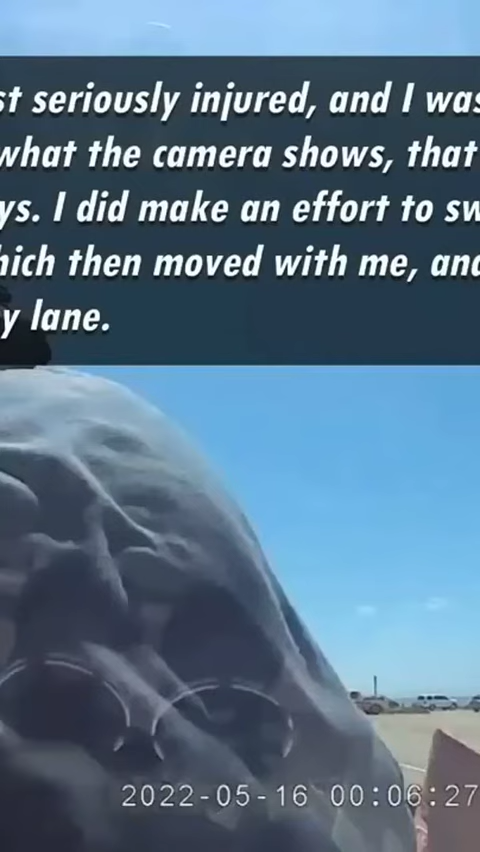 st seriously injured, and I was
what the camera shows, that
ys. I did make an effort to sw
hich then moved with me, and
y lane.
2022-05-16 00:06:27